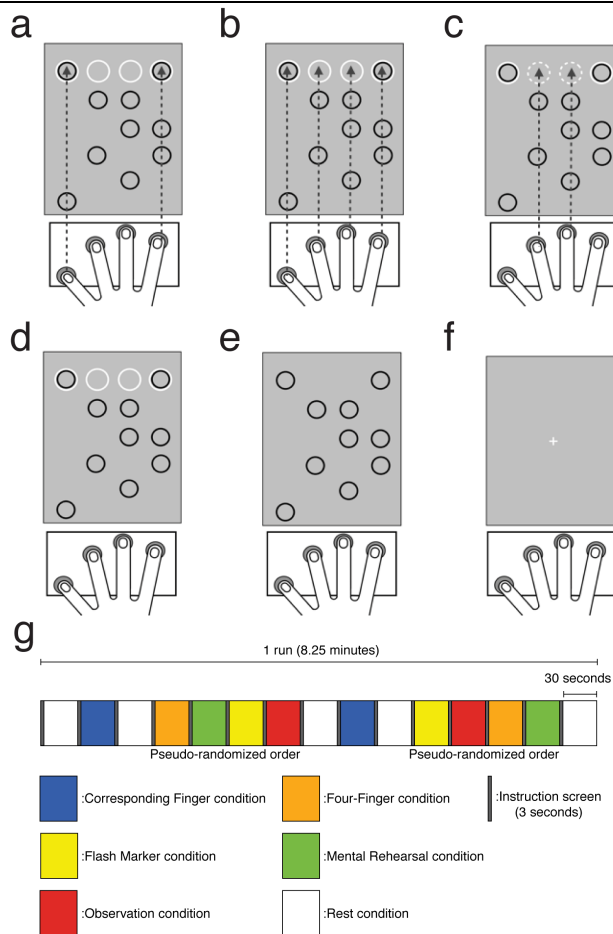 a
b
c
d
e
f
g
1 run (8.25 minutes)
30 seconds
Pseudo-randomized order
Pseudo-randomized order
:Corresponding Finger condition
:Four-Finger condition
:Instruction screen
(3 seconds)
:Flash Marker condition
:Mental Rehearsal condition
:Observation condition
:Rest condition